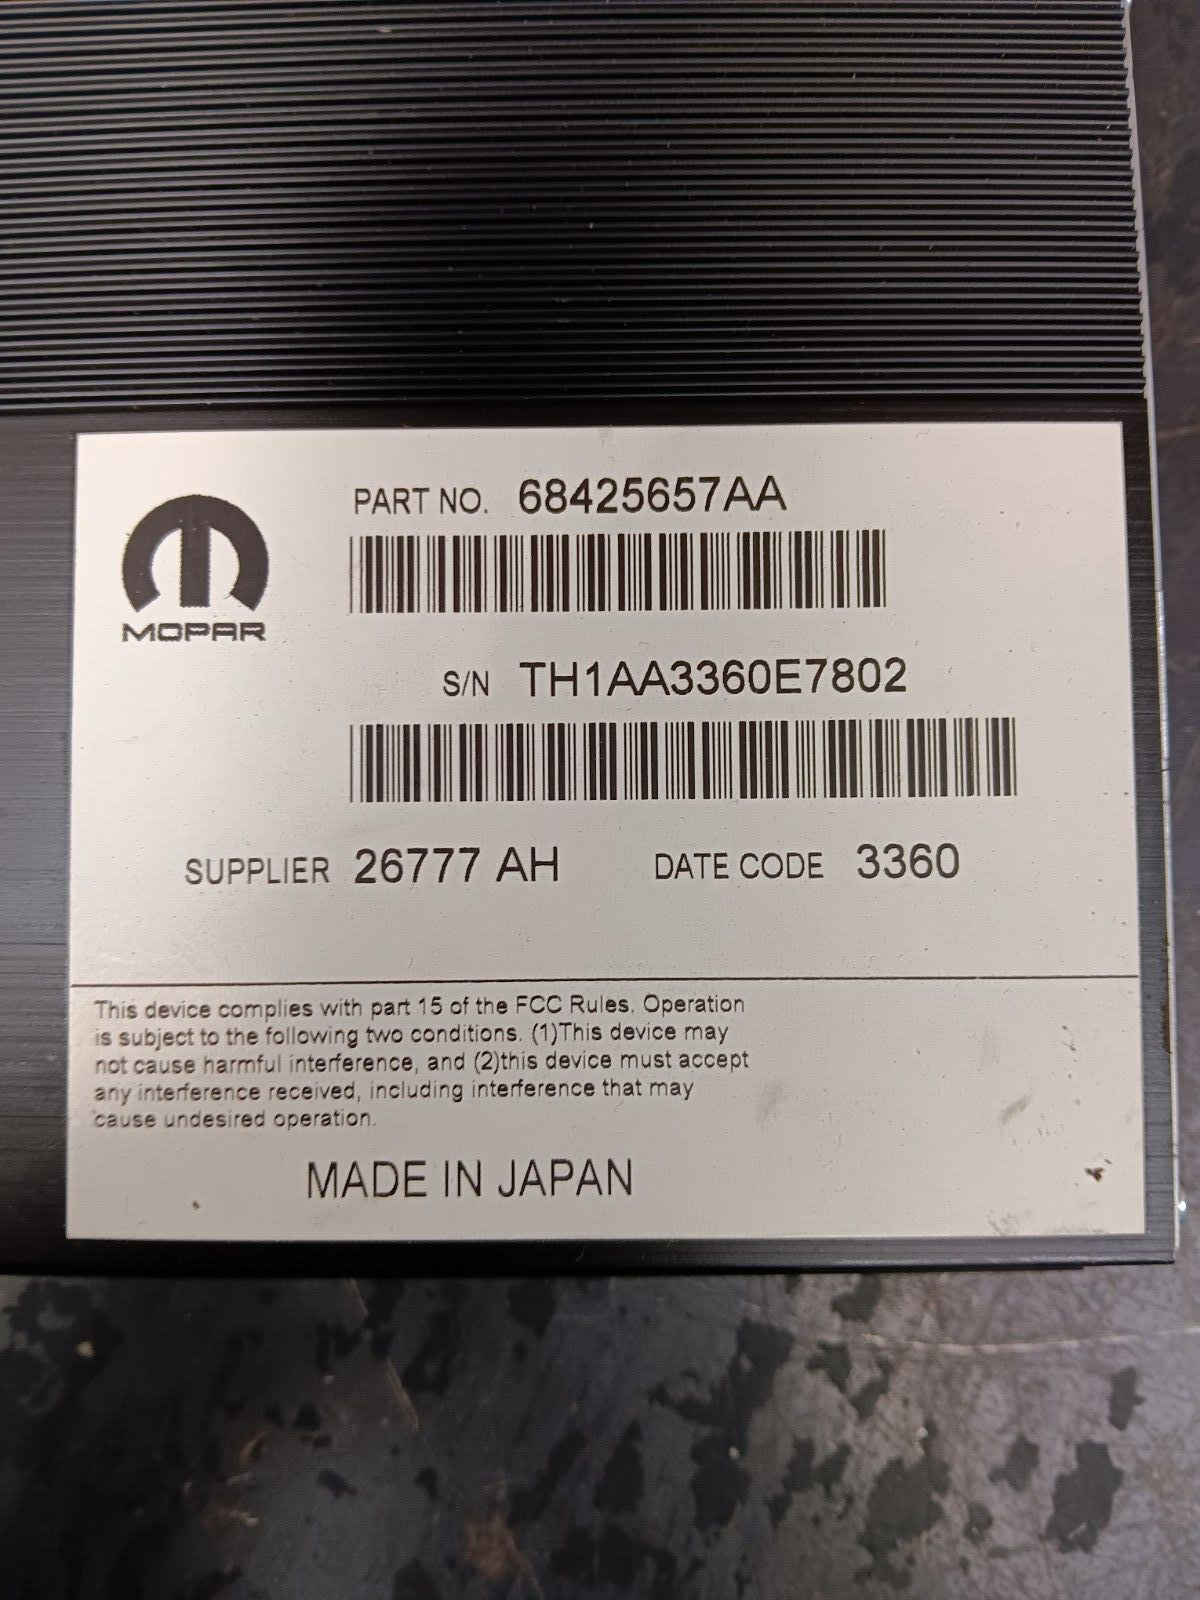 PART NO. 68425657AA
MOPAR
S/N TH1AA3360E7802
SUPPLIER 26777 AH DATE CODE 3360
This device complies with part 15 of the FCC Rules. Operation
is subject to the following two conditions. (1)This device may
not cause harmful interference, and (2)this device must accept
any interference received, including interference that may
cause undesired operation.
MADE IN JAPAN